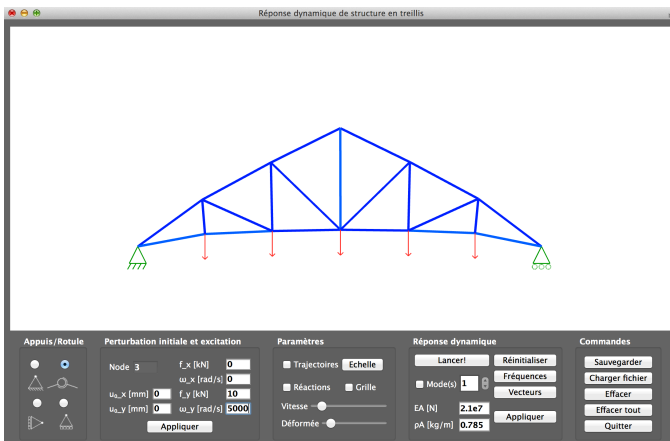 Réponse dynamique de structure en treillis
Appuis/Rotule
Perturbation initiale et excitation
Paramètres
Réponse dynamique
Commandes
Node 3
f_x [kN] 0
ω_x [rad/s] 0
u₀_x [mm] 0
f_y [kN] 10
u₀_y [mm] 0
ω_y [rad/s] 5000
Appliquer
Trajectoires
Echelle
Réactions
Grille
Vitesse
Déformée
Lancer!
Réinitialiser
Mode(s) 1
Fréquences
Vecteurs
EA [N] 2.1e7
ρA [kg/m] 0.785
Appliquer
Sauvegarder
Charger fichier
Effacer
Effacer tout
Quitter